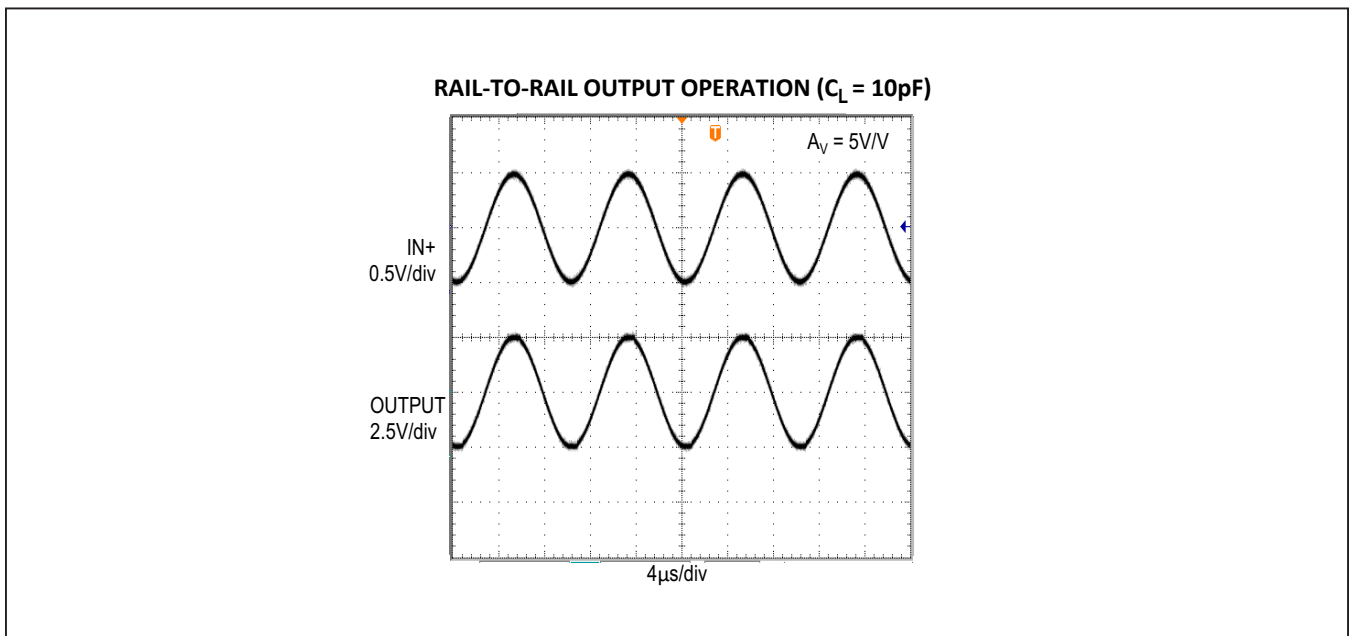 RAIL-TO-RAIL OUTPUT OPERATION (CL = 10pF)
T
AV = 5V/V
IN+
0.5V/div
OUTPUT
2.5V/div
4µs/div